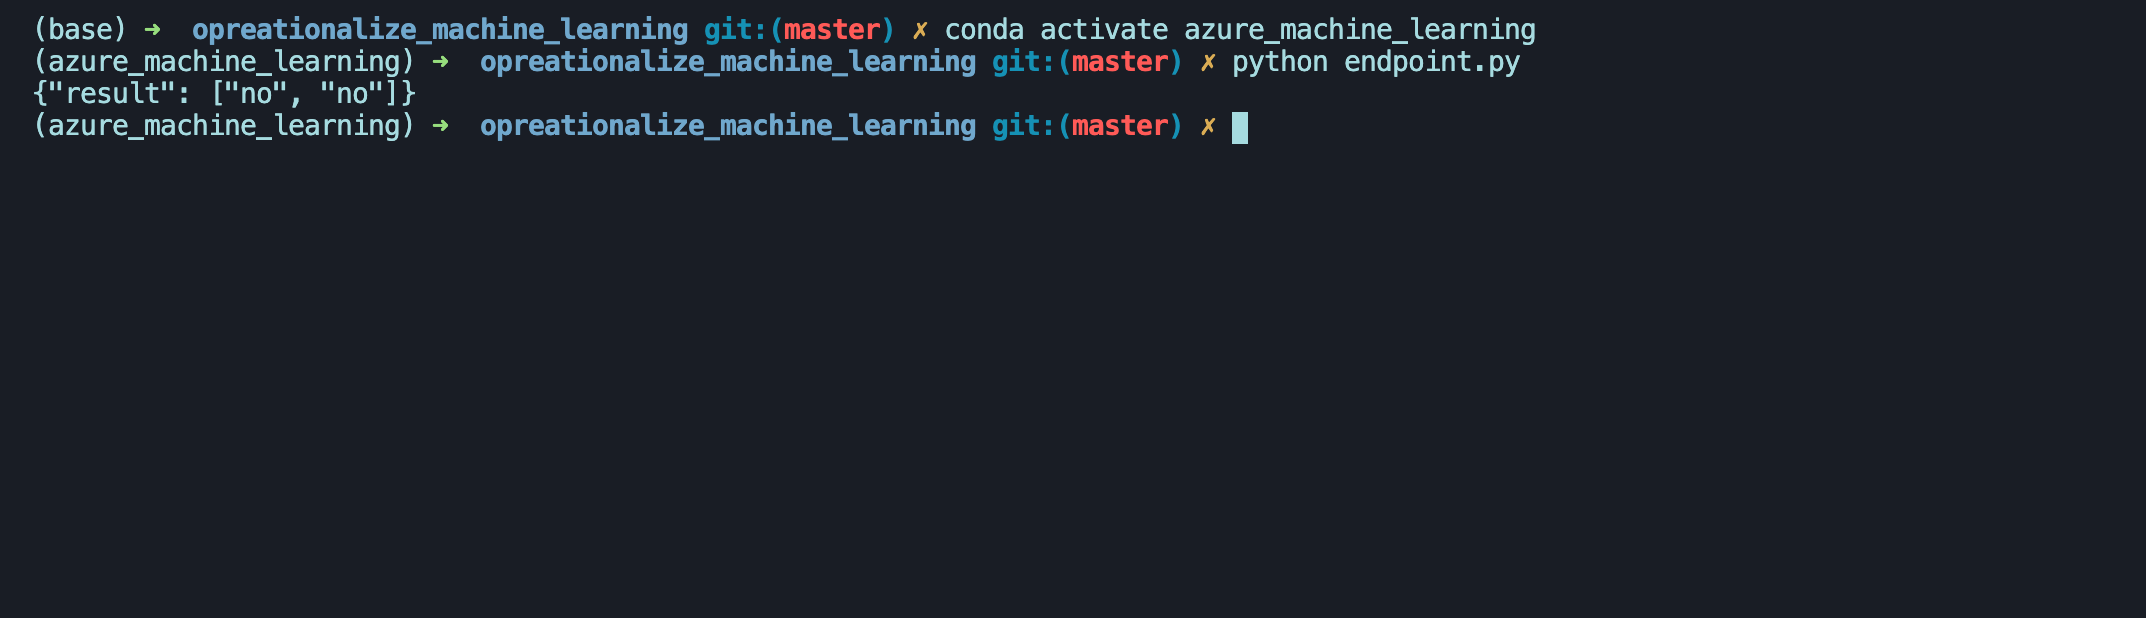 (base) ➜  opreationalize_machine_learning git:(master) ✗ conda activate azure_machine_learning
(azure_machine_learning) ➜  opreationalize_machine_learning git:(master) ✗ python endpoint.py
{"result": ["no", "no"]}
(azure_machine_learning) ➜  opreationalize_machine_learning git:(master) ✗